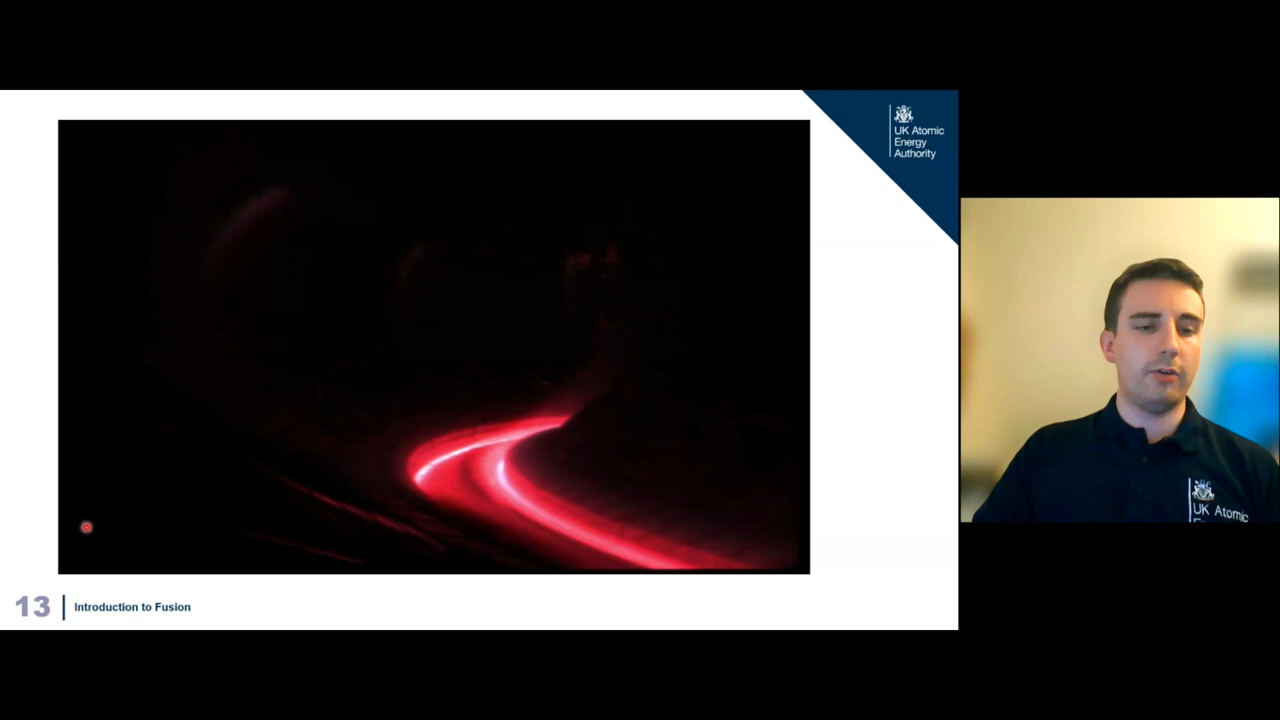 UK Atomic
Energy
Authority
UK Atomic
13
Introduction to Fusion